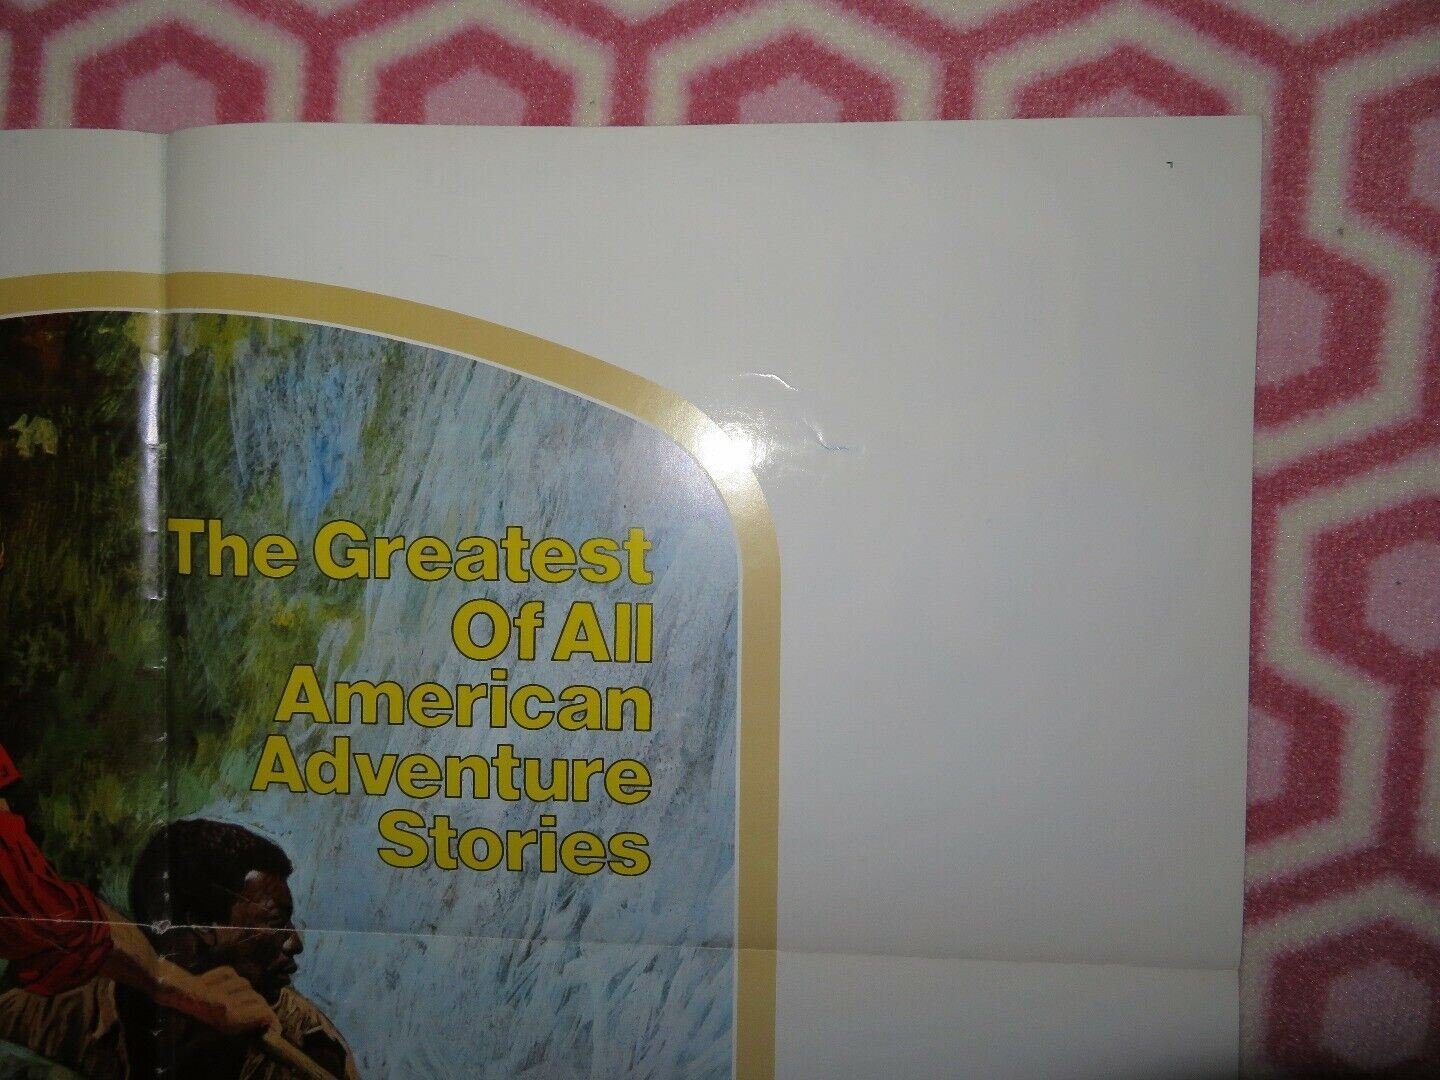 The Greatest
Of All
American
Adventure
Stories